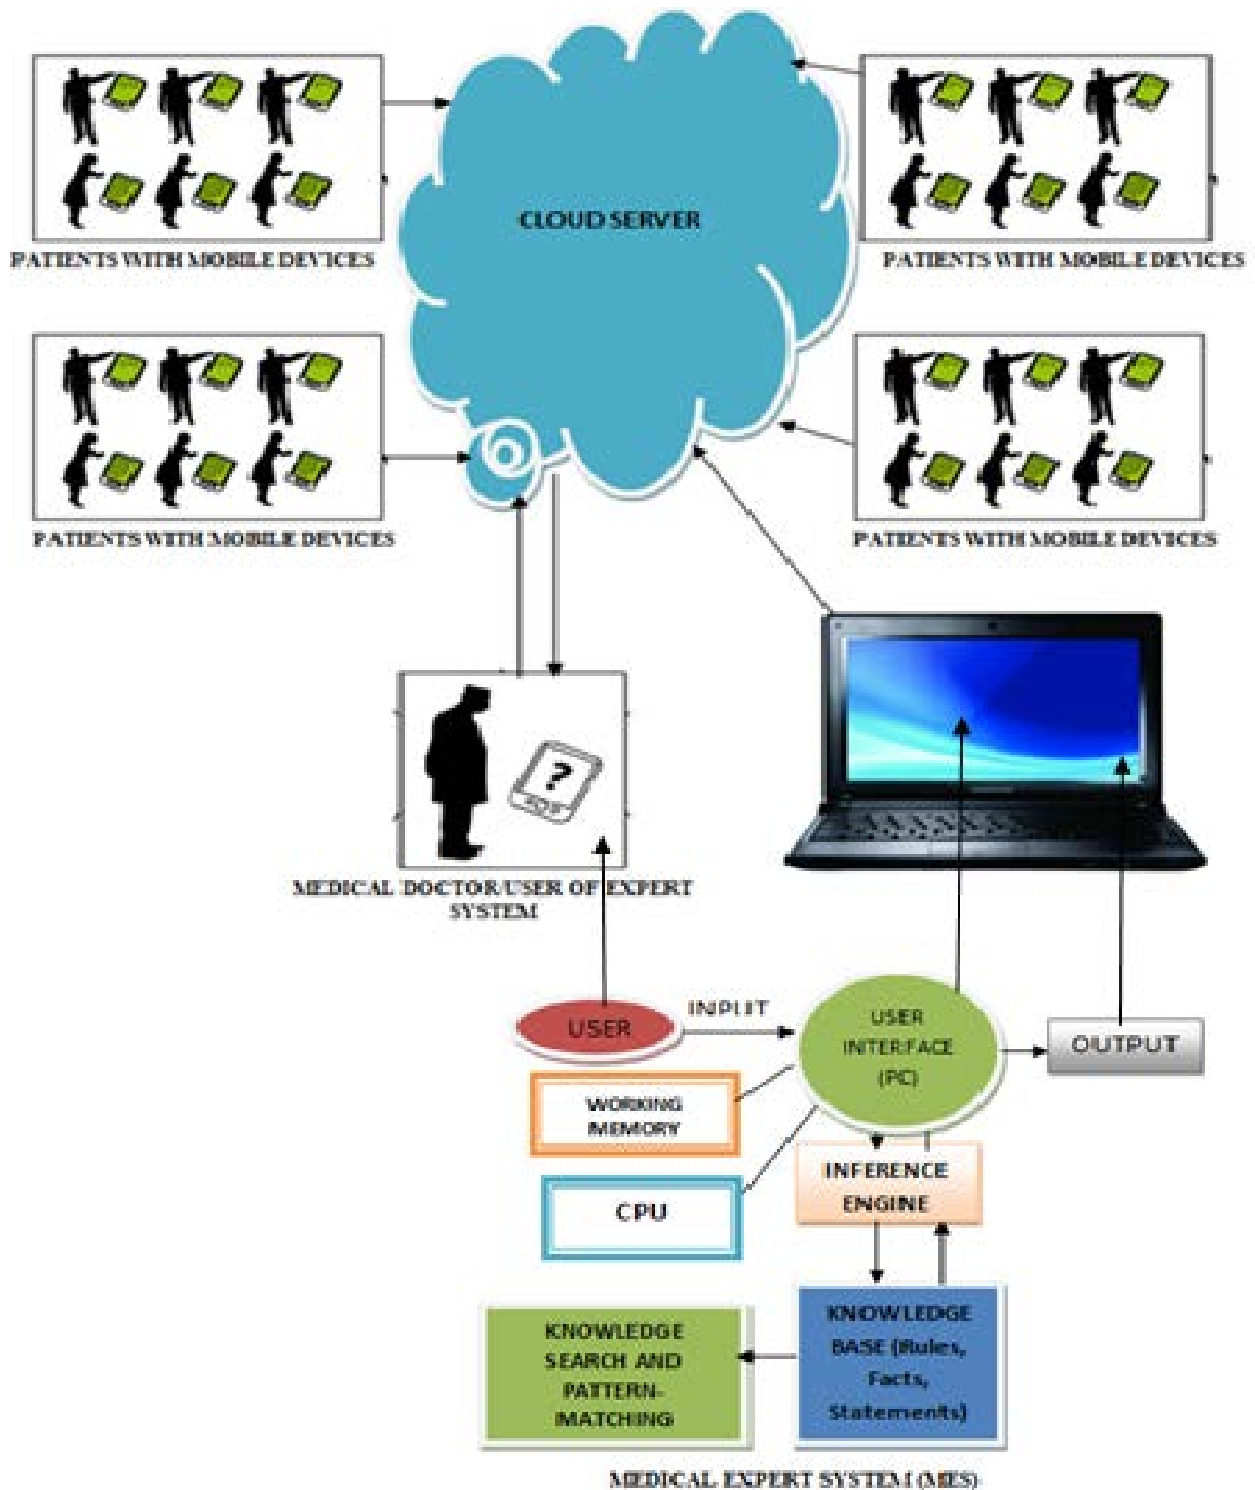 CLOUD SERVER
PATIENTS WITH MOBILE DEVICES
PATIENTS WITH MOBILE DEVICES
PATIENTS WITH MOBILE DEVICES
PATIENTS WITH MOBILE DEVICES
?
MEDICAL DOCTOR/USER OF EXPERT
SYSTEM
USER
INPUT
USER
INTERFACE
(PC)
OUTPUT
WORKING
MEMORY
INFERENCE
ENGINE
CPU
KNOWLEDGE
SEARCH AND
PATTERN-
MATCHING
KNOWLEDGE
BASE (Rules,
Facts,
Statements)
MEDICAL EXPERT SYSTEM (MES)